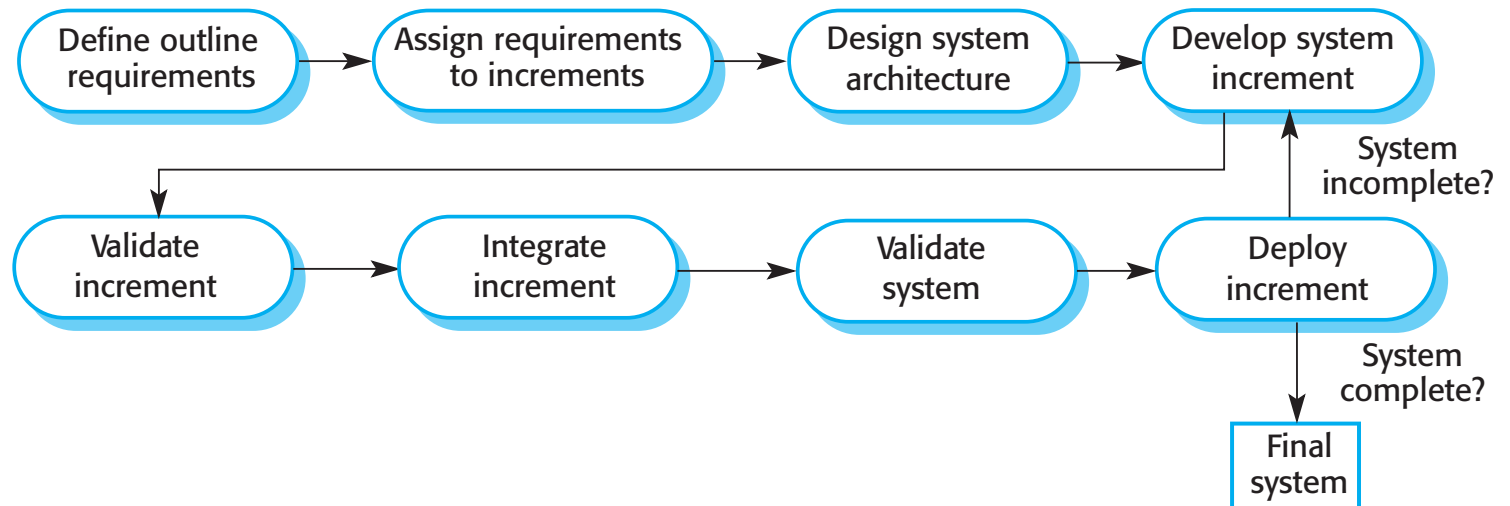 Define outline
requirements
Assign requirements
to increments
Design system
architecture
Develop system
increment
System
incomplete?
Validate
increment
Integrate
increment
Validate
system
Deploy
increment
System
complete?
Final
system